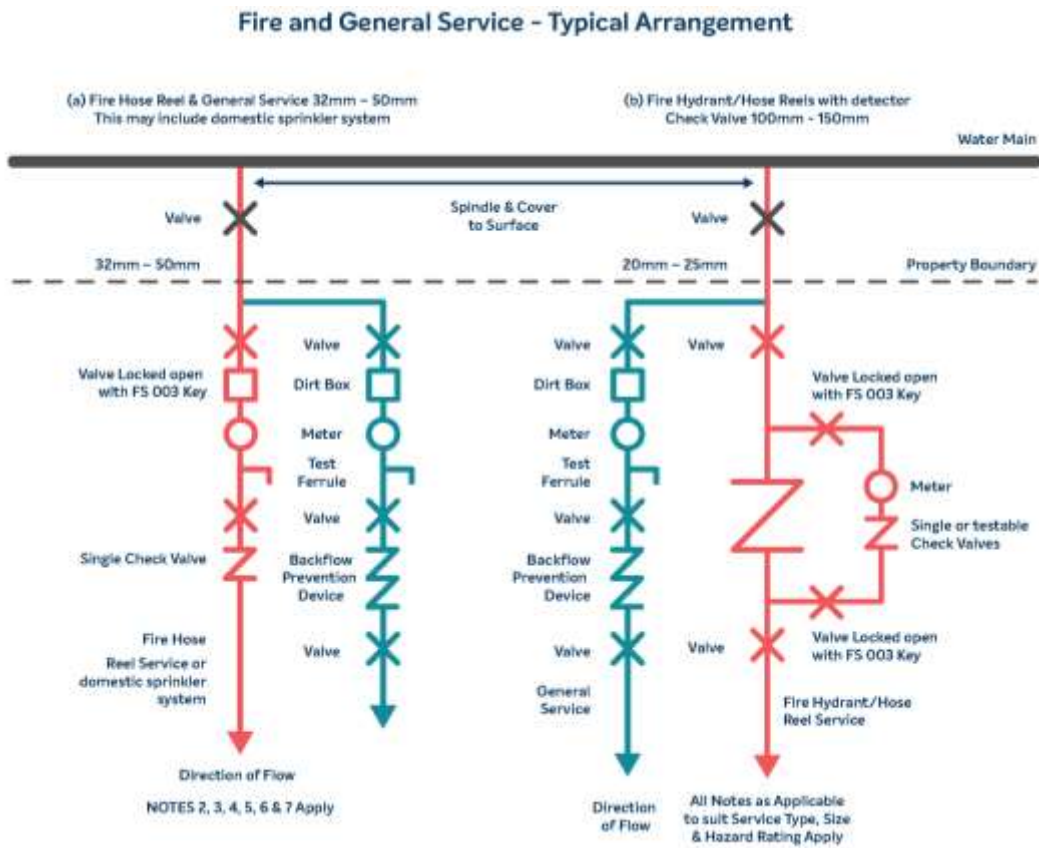 Fire and General Service - Typical Arrangement
(a) Fire Hose Reel & General Service 32mm – 50mm
This may include domestic sprinkler system
(b) Fire Hydrant/Hose Reels with detector
Check Valve 100mm - 150mm
Water Main
Valve
Spindle & Cover
to Surface
Valve
32mm – 50mm
20mm – 25mm
Property Boundary
Valve
Valve
Valve
Valve Locked open
with FS 003 Key
Dirt Box
Dirt Box
Valve Locked open
with FS 003 Key
Meter
Meter
Test
Ferrule
Test
Ferrule
Meter
Valve
Valve
Single or testable
Check Valves
Single Check Valve
Backflow
Prevention
Device
Backflow
Prevention
Device
Fire Hose
Reel Service or
domestic sprinkler
system
Valve
Valve
Valve
Valve Locked open
with FS 003 Key
General
Service
Fire Hydrant/Hose
Reel Service
Direction of Flow
NOTES 2, 3, 4, 5, 6 & 7 Apply
Direction
of Flow
All Notes as Applicable
to suit Service Type, Size
& Hazard Rating Apply